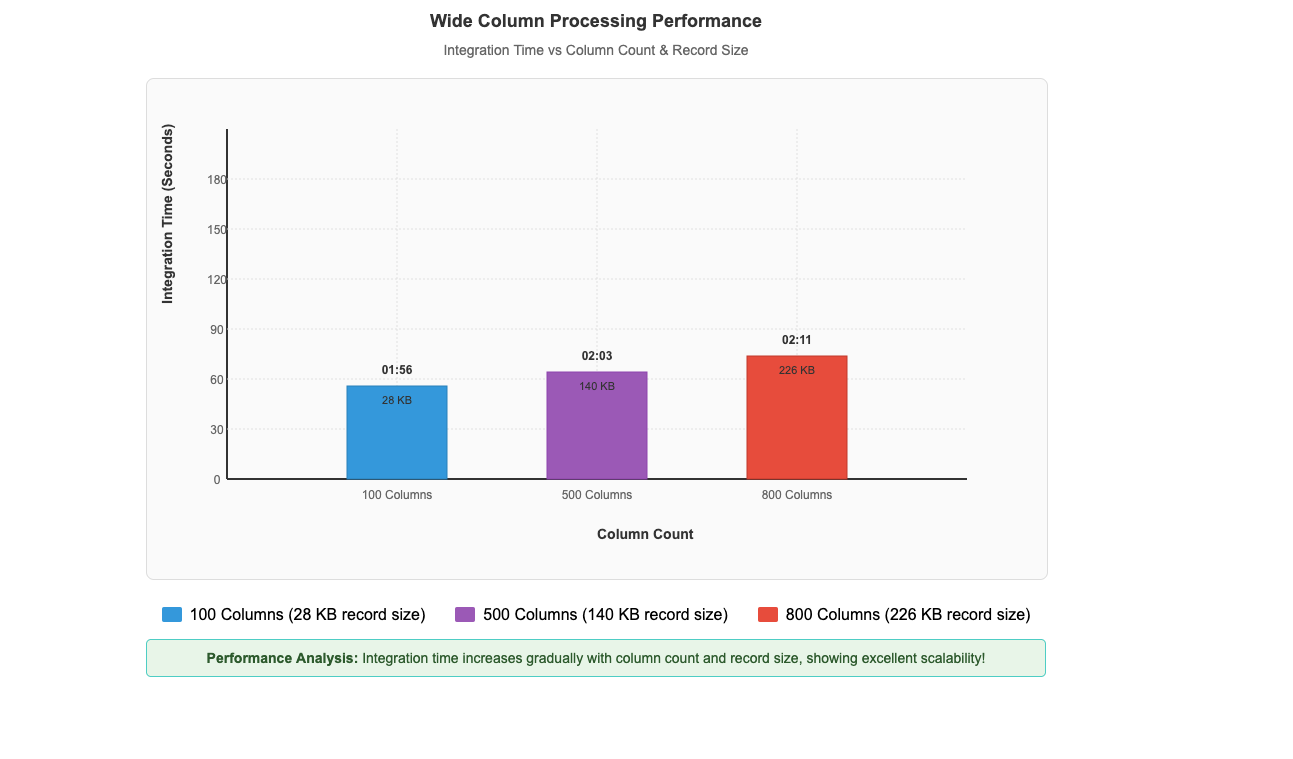 Wide Column Processing Performance
Integration Time vs Column Count & Record Size
Integration Time (Seconds)
180
150
120
90
60
30
0
01:56
28 KB
02:03
140 KB
02:11
226 KB
100 Columns
500 Columns
800 Columns
Column Count
100 Columns (28 KB record size)
500 Columns (140 KB record size)
800 Columns (226 KB record size)
Performance Analysis: Integration time increases gradually with column count and record size, showing excellent scalability!